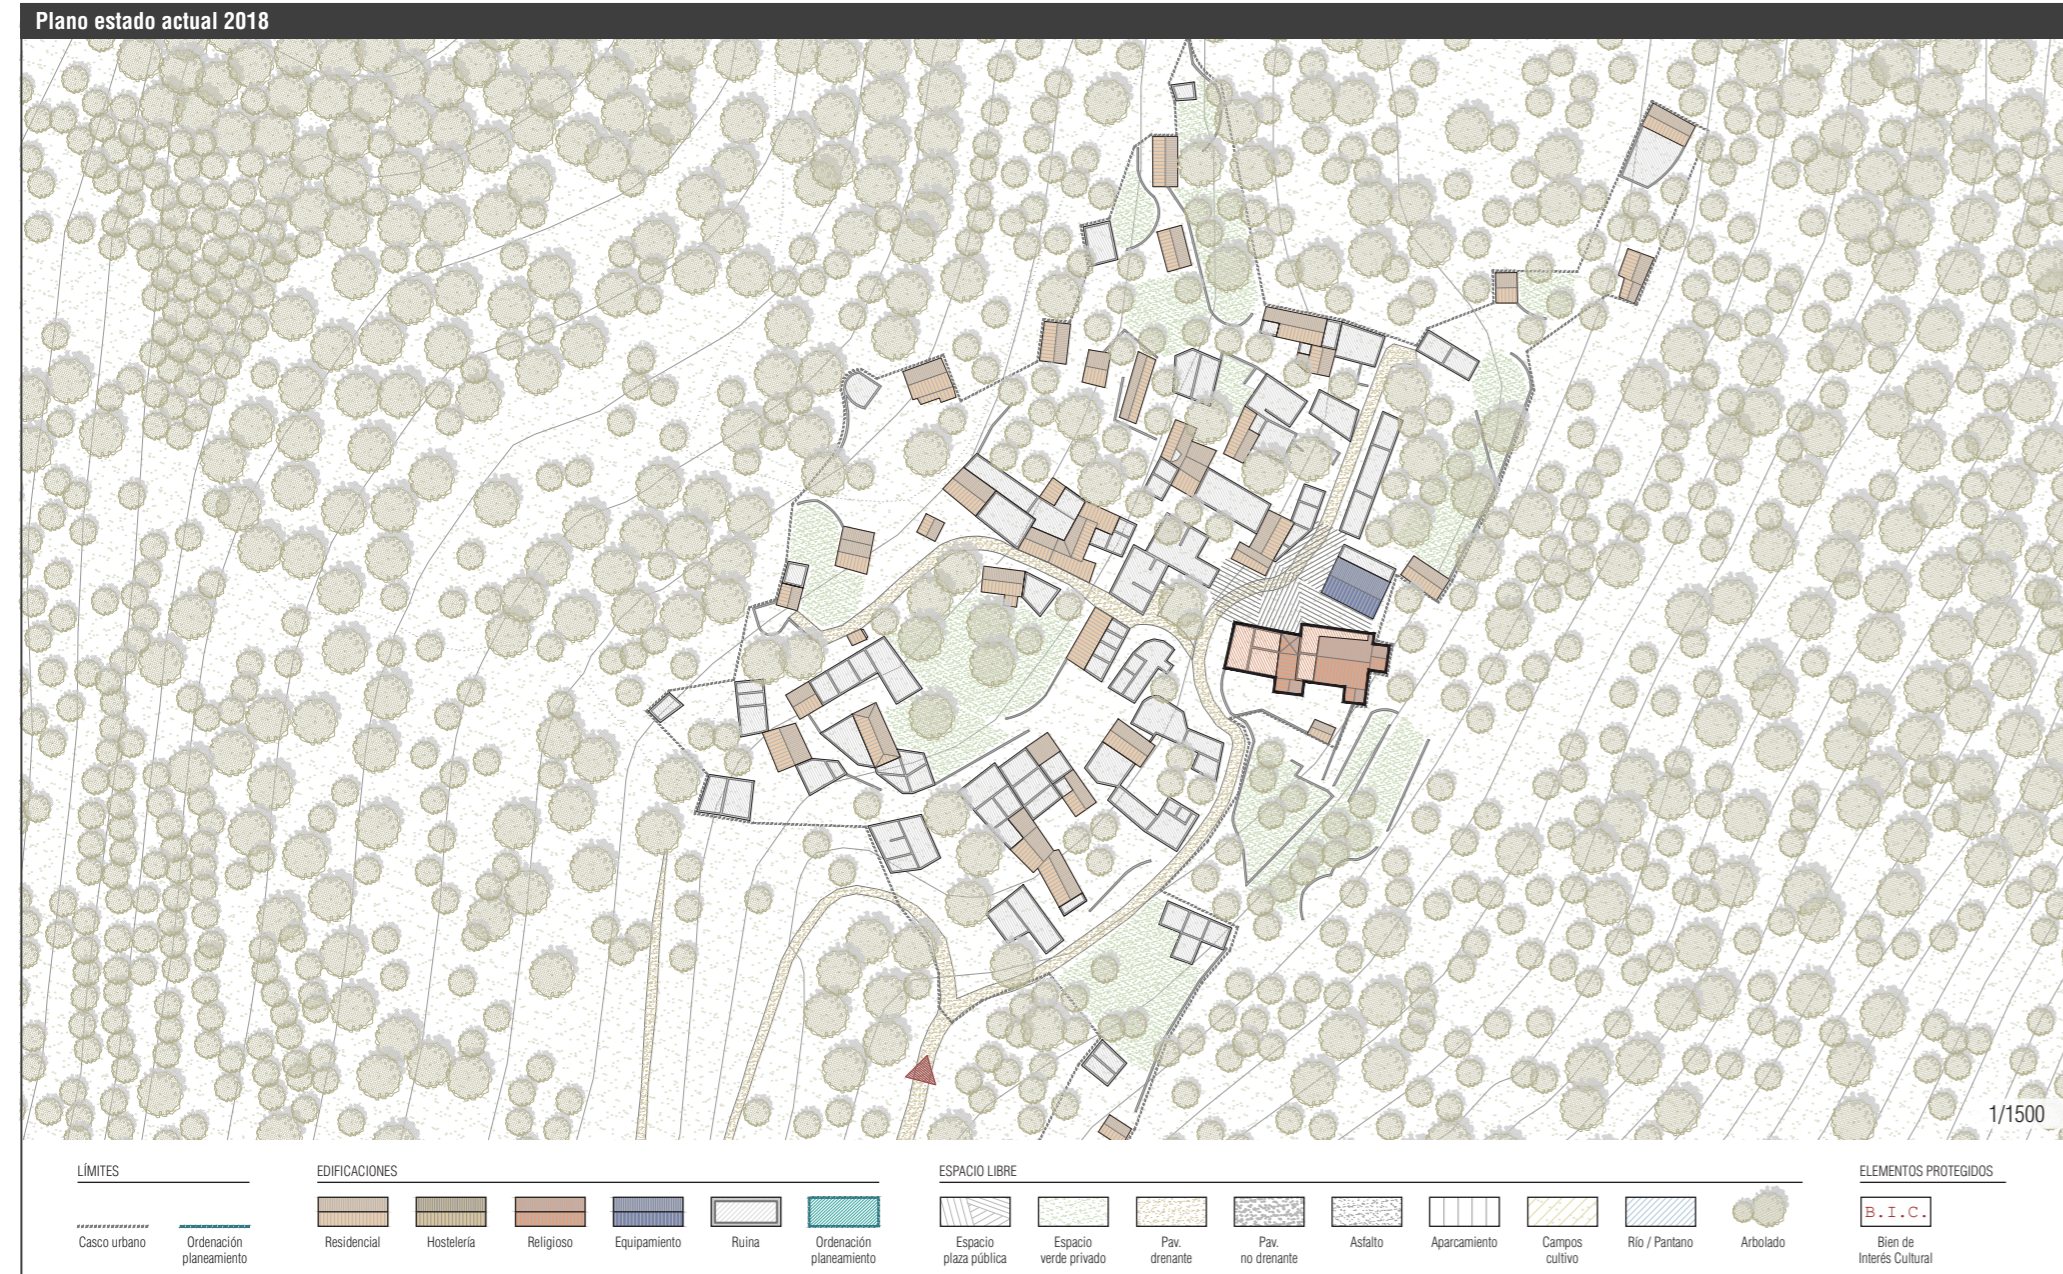 Plano estado actual 2018
1/1500
LÍMITES
Casco urbano
Ordenación
planeamiento
EDIFICACIONES
Residencial
Hostelería
Religioso
Equipamiento
Ruina
Ordenación
planeamiento
ESPACIO LIBRE
Espacio
plaza pública
Espacio
verde privado
Pav.
drenante
Pav.
no drenante
Asfalto
Aparcamiento
Campos
cultivo
Río / Pantano
Arbolado
ELEMENTOS PROTEGIDOS
B.I.C.
Bien de
Interés Cultural